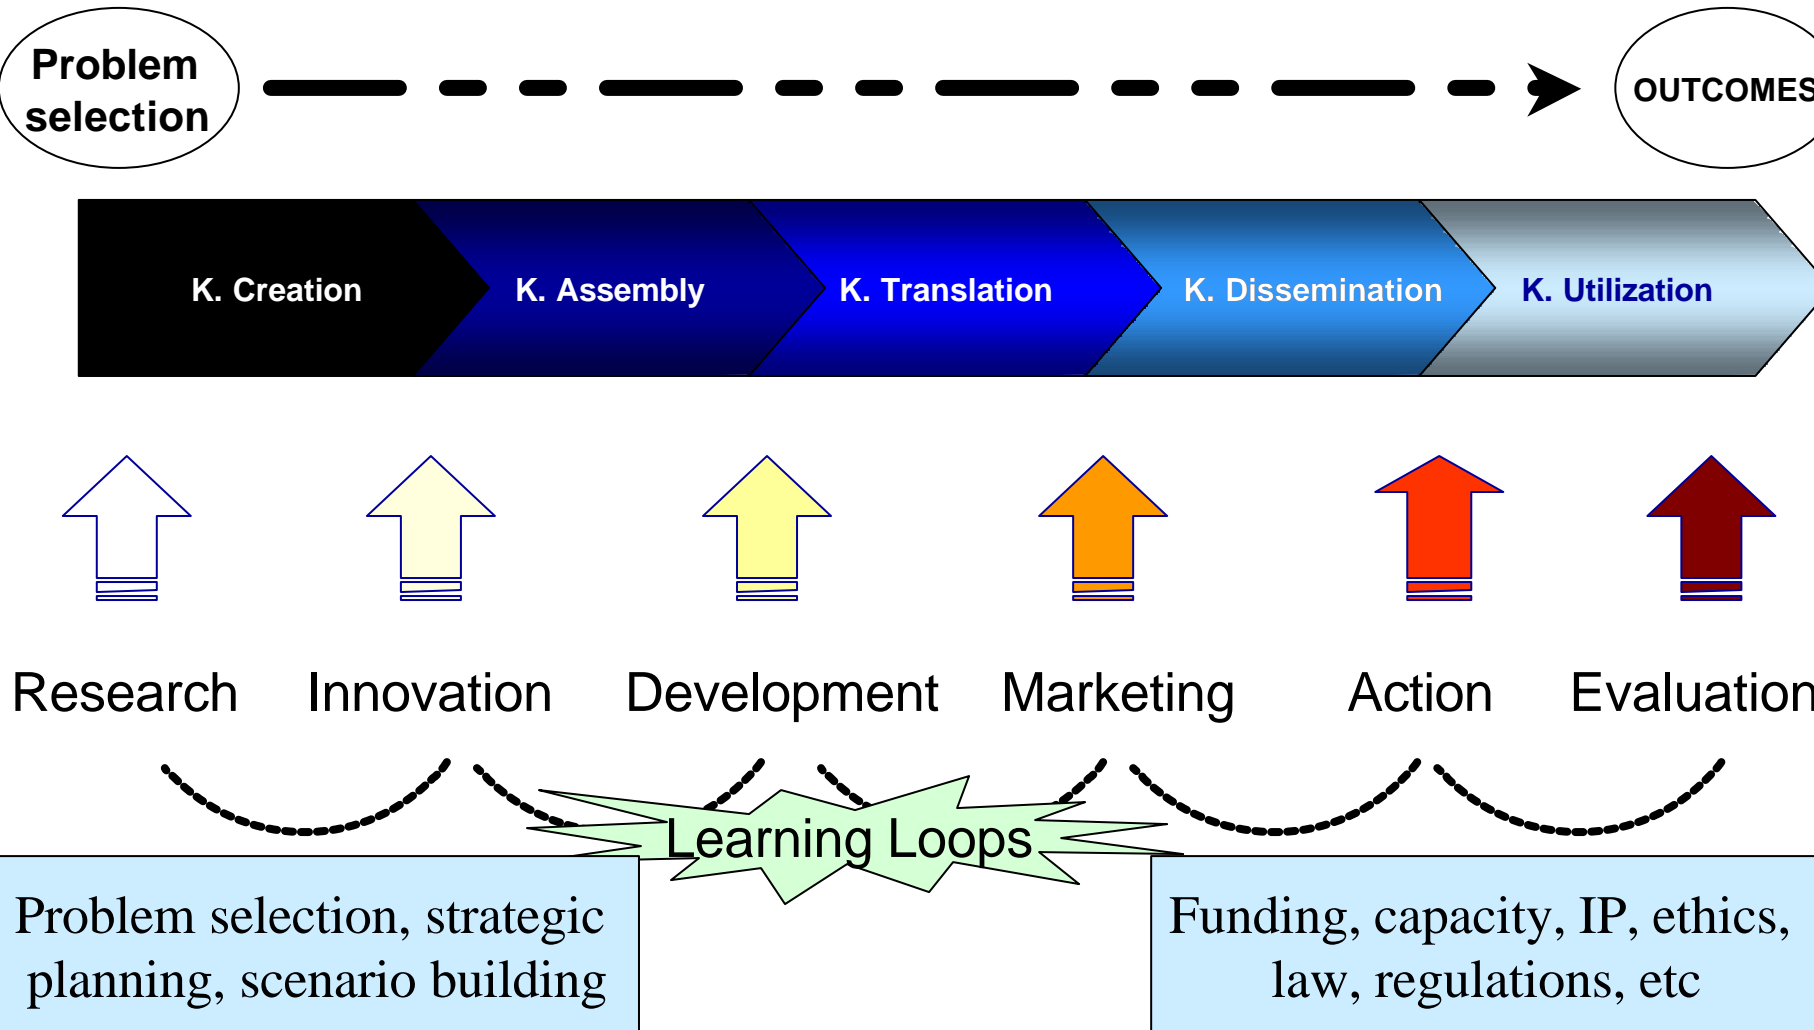 Problem
selection
OUTCOMES
K. Creation
K. Assembly
K. Translation
K. Dissemination
K. Utilization
Research
Innovation
Development
Marketing
Action
Evaluation
Learning Loops
Problem selection, strategic
planning, scenario building
Funding, capacity, IP, ethics,
law, regulations, etc